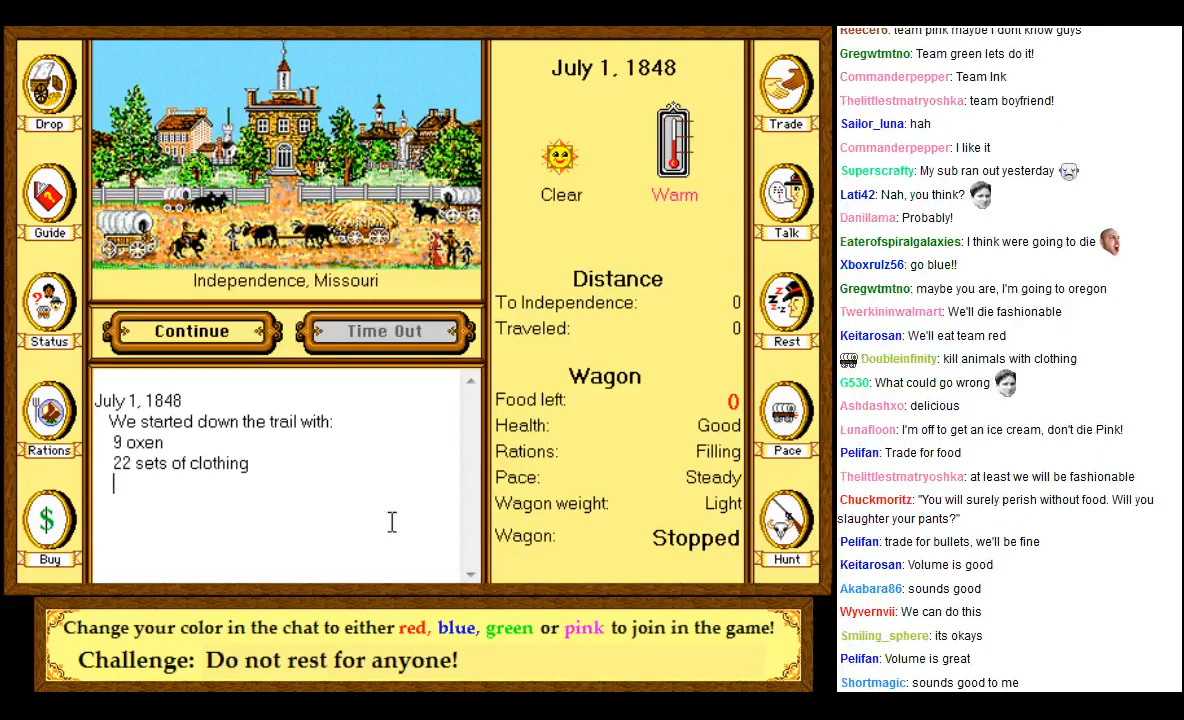 Drop
Guide
Status
Rations
Buy
Independence, Missouri
Continue
Time Out
July 1, 1848
We started down the trail with:
9 oxen
22 sets of clothing
July 1, 1848
Clear
Warm
Distance
To Independence: 0
Traveled: 0
Wagon
Food left: 0
Health: Good
Rations: Filling
Pace: Steady
Wagon weight: Light
Wagon: Stopped
Trade
Talk
Rest
Pace
Hunt
Change your color in the chat to either red, blue, green or pink to join in the game!
Challenge: Do not rest for anyone!
Reecer6: team pink maybe i dont know guys
Gregwtmtno: Team green lets do it!
Commanderpepper: Team Ink
Thelittlestmatryoshka: team boyfriend!
Sailor_luna: hah
Commanderpepper: I like it
Superscrafty: My sub ran out yesterday
Lati42: Nah, you think?
Danillama: Probably!
Eaterofspiralgalaxies: I think were going to die
Xboxrulz56: go blue!!
Gregwtmtno: maybe you are, I'm going to oregon
Twerkininwalmart: We'll die fashionable
Keitarosan: We'll eat team red
Doubleinfinity: kill animals with clothing
G530: What could go wrong
Ashdashxo: delicious
Lunafloon: I'm off to get an ice cream, don't die Pink!
Pelifan: Trade for food
Thelittlestmatryoshka: at least we will be fashionable
Chuckmoritz: "You will surely perish without food. Will you
slaughter your pants?"
Pelifan: trade for bullets, we'll be fine
Keitarosan: Volume is good
Akabara86: sounds good
Wyvernvii: We can do this
Smiling_sphere: its okays
Pelifan: Volume is great
Shortmagic: sounds good to me